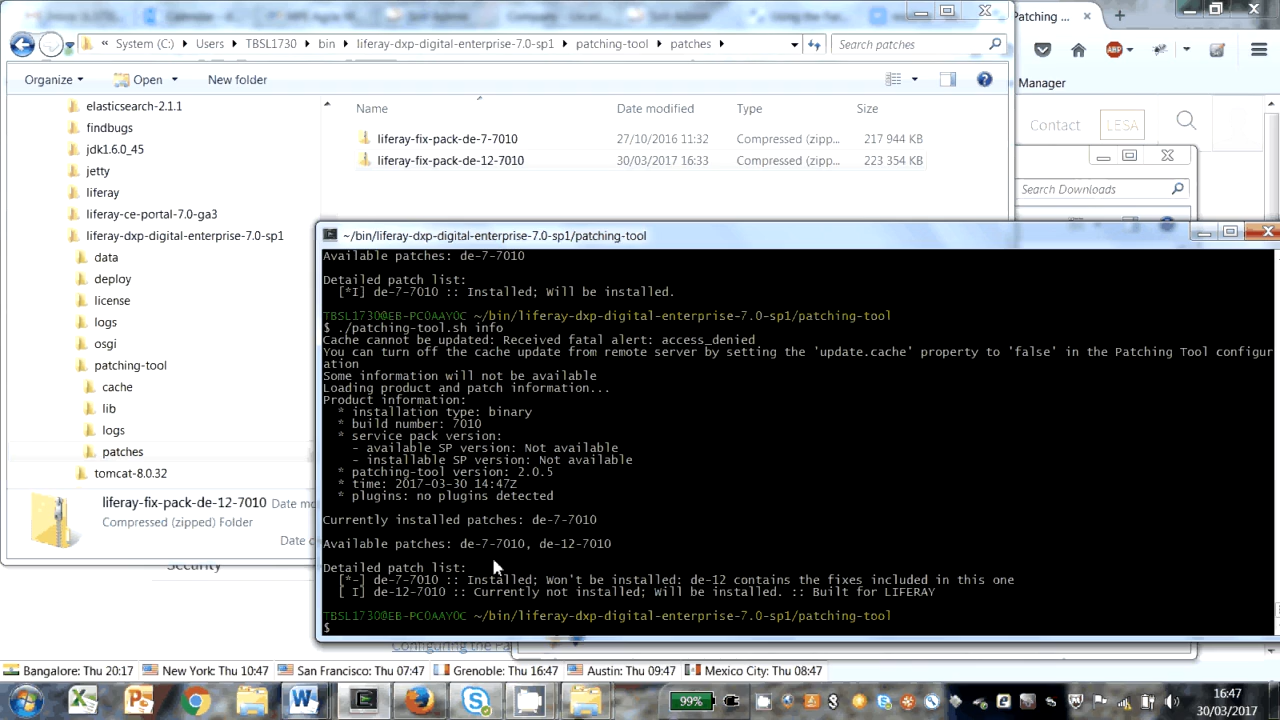 Patching ...
System (C:) Users TBSL1730 bin liferay-dxp-digital-enterprise-7.0-sp1 patching-tool patches Search patches
Organize Open New folder
Manager
Contact LESA
Search Downloads
Name Date modified Type Size
liferay-fix-pack-de-7-7010 27/10/2016 11:32 Compressed (zipp... 217 944 KB
liferay-fix-pack-de-12-7010 30/03/2017 16:33 Compressed (zipp... 223 354 KB
elasticsearch-2.1.1
findbugs
jdk1.6.0_45
jetty
liferay
liferay-ce-portal-7.0-ga3
liferay-dxp-digital-enterprise-7.0-sp1
data
deploy
license
logs
osgi
patching-tool
cache
lib
logs
patches
tomcat-8.0.32
liferay-fix-pack-de-12-7010 Date mo
Compressed (zipped) Folder
Date c
Security
~/bin/liferay-dxp-digital-enterprise-7.0-sp1/patching-tool
Available patches: de-7-7010
Detailed patch list:
[*I] de-7-7010 :: Installed; Will be installed.
TBSL1730@EB-PC0AAY0C ~/bin/liferay-dxp-digital-enterprise-7.0-sp1/patching-tool
$ ./patching-tool.sh info
Cache cannot be updated: Received fatal alert: access_denied
You can turn off the cache update from remote server by setting the 'update.cache' property to 'false' in the Patching Tool configur
ation
Some information will not be available
Loading product and patch information...
Product information:
* installation type: binary
* build number: 7010
* service pack version:
- available SP version: Not available
- installable SP version: Not available
* patching-tool version: 2.0.5
* time: 2017-03-30 14:47Z
* plugins: no plugins detected
Currently installed patches: de-7-7010
Available patches: de-7-7010, de-12-7010
Detailed patch list:
[*-] de-7-7010 :: Installed; Won't be installed: de-12 contains the fixes included in this one
[ I] de-12-7010 :: Currently not installed; Will be installed. :: Built for LIFERAY
TBSL1730@EB-PC0AAY0C ~/bin/liferay-dxp-digital-enterprise-7.0-sp1/patching-tool
$
Configuring the Pa
Bangalore: Thu 20:17 New York: Thu 10:47 San Francisco: Thu 07:47 Grenoble: Thu 16:47 Austin: Thu 09:47 Mexico City: Thu 08:47
99%
16:47
30/03/2017